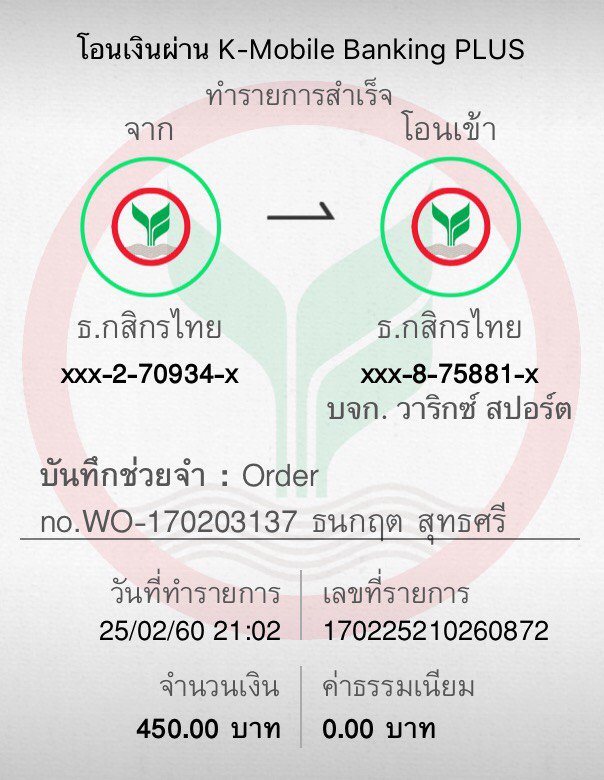 โอนเงินผ่าน K-Mobile Banking PLUS
ทำรายการสำเร็จ
จาก
โอนเข้า
ธ.กสิกรไทย
ธ.กสิกรไทย
xxx-2-70934-x
xxx-8-75881-x
บจก. วาริกซ์ สปอร์ต
บันทึกช่วยจำ : Order
no.WO-170203137 ธนกฤต สุทธศรี
วันที่ทำรายการ
เลขที่รายการ
25/02/60 21:02
170225210260872
จำนวนเงิน
ค่าธรรมเนียม
450.00 บาท
0.00 บาท